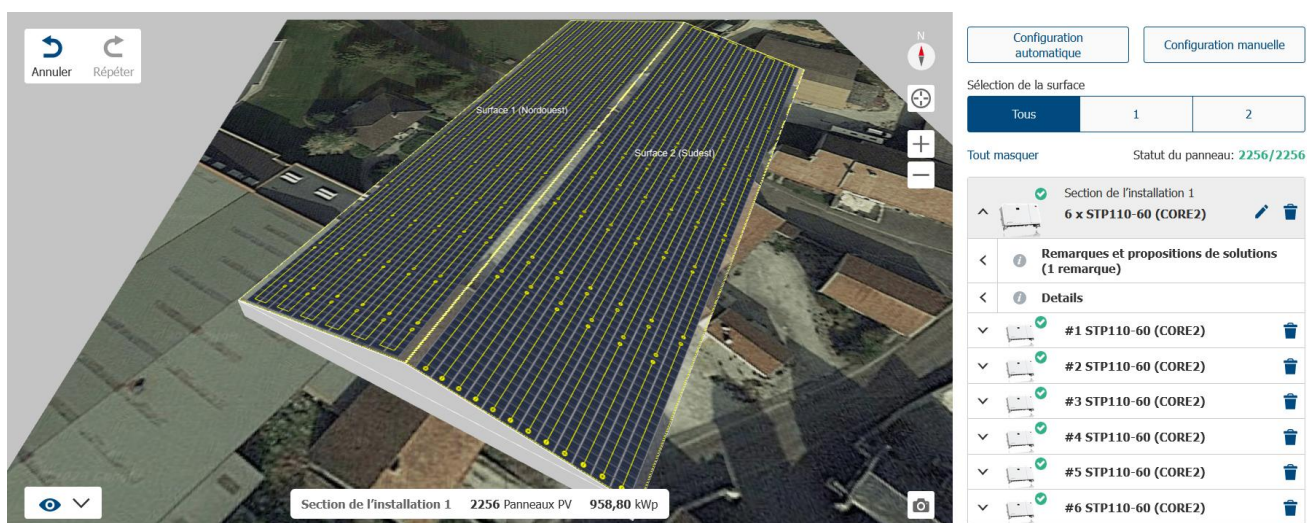 Annuler
Répéter
N
Surface 1 (Nordouest)
Surface 2 (Sudest)
Section de l'installation 1 2256 Panneaux PV 958,80 kWp
Configuration
automatique
Configuration manuelle
Sélection de la surface
Tous
1
2
Tout masquer
Statut du panneau: 2256/2256
Section de l'installation 1
6 x STP110-60 (CORE2)
Remarques et propositions de solutions
(1 remarque)
Details
#1 STP110-60 (CORE2)
#2 STP110-60 (CORE2)
#3 STP110-60 (CORE2)
#4 STP110-60 (CORE2)
#5 STP110-60 (CORE2)
#6 STP110-60 (CORE2)